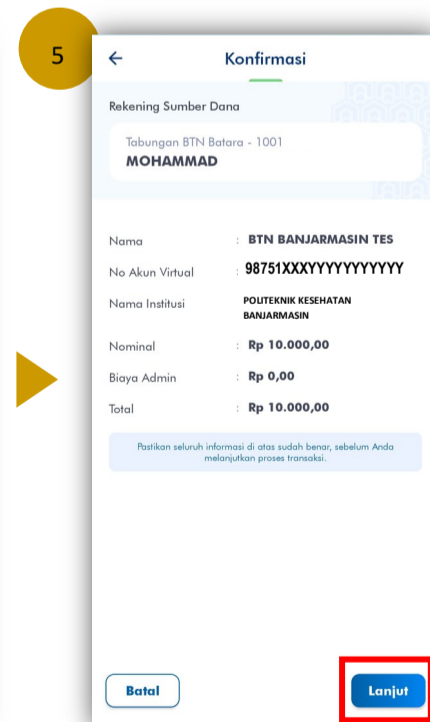 5
Konfirmasi
Rekening Sumber Dana
Tabungan BTN Batara - 1001
MOHAMMAD
Nama : BTN BANJARMASIN TES
No Akun Virtual : 98751XXXYYYYYYYYYYY
Nama Institusi POLITEKNIK KESEHATAN
BANJARMASIN
Nominal : Rp 10.000,00
Biaya Admin : Rp 0,00
Total : Rp 10.000,00
Pastikan seluruh informasi di atas sudah benar, sebelum Anda
melanjutkan proses transaksi.
Batal
Lanjut